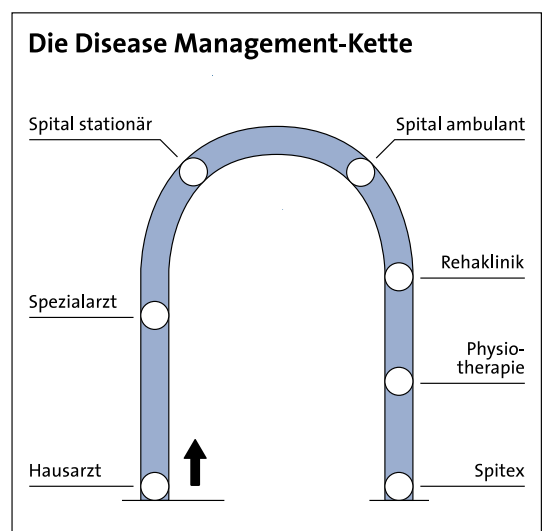 Die Disease Management-Kette
Spital stationär
Spital ambulant
Rehaklinik
Spezialarzt
Physio-
therapie
Hausarzt
Spitex